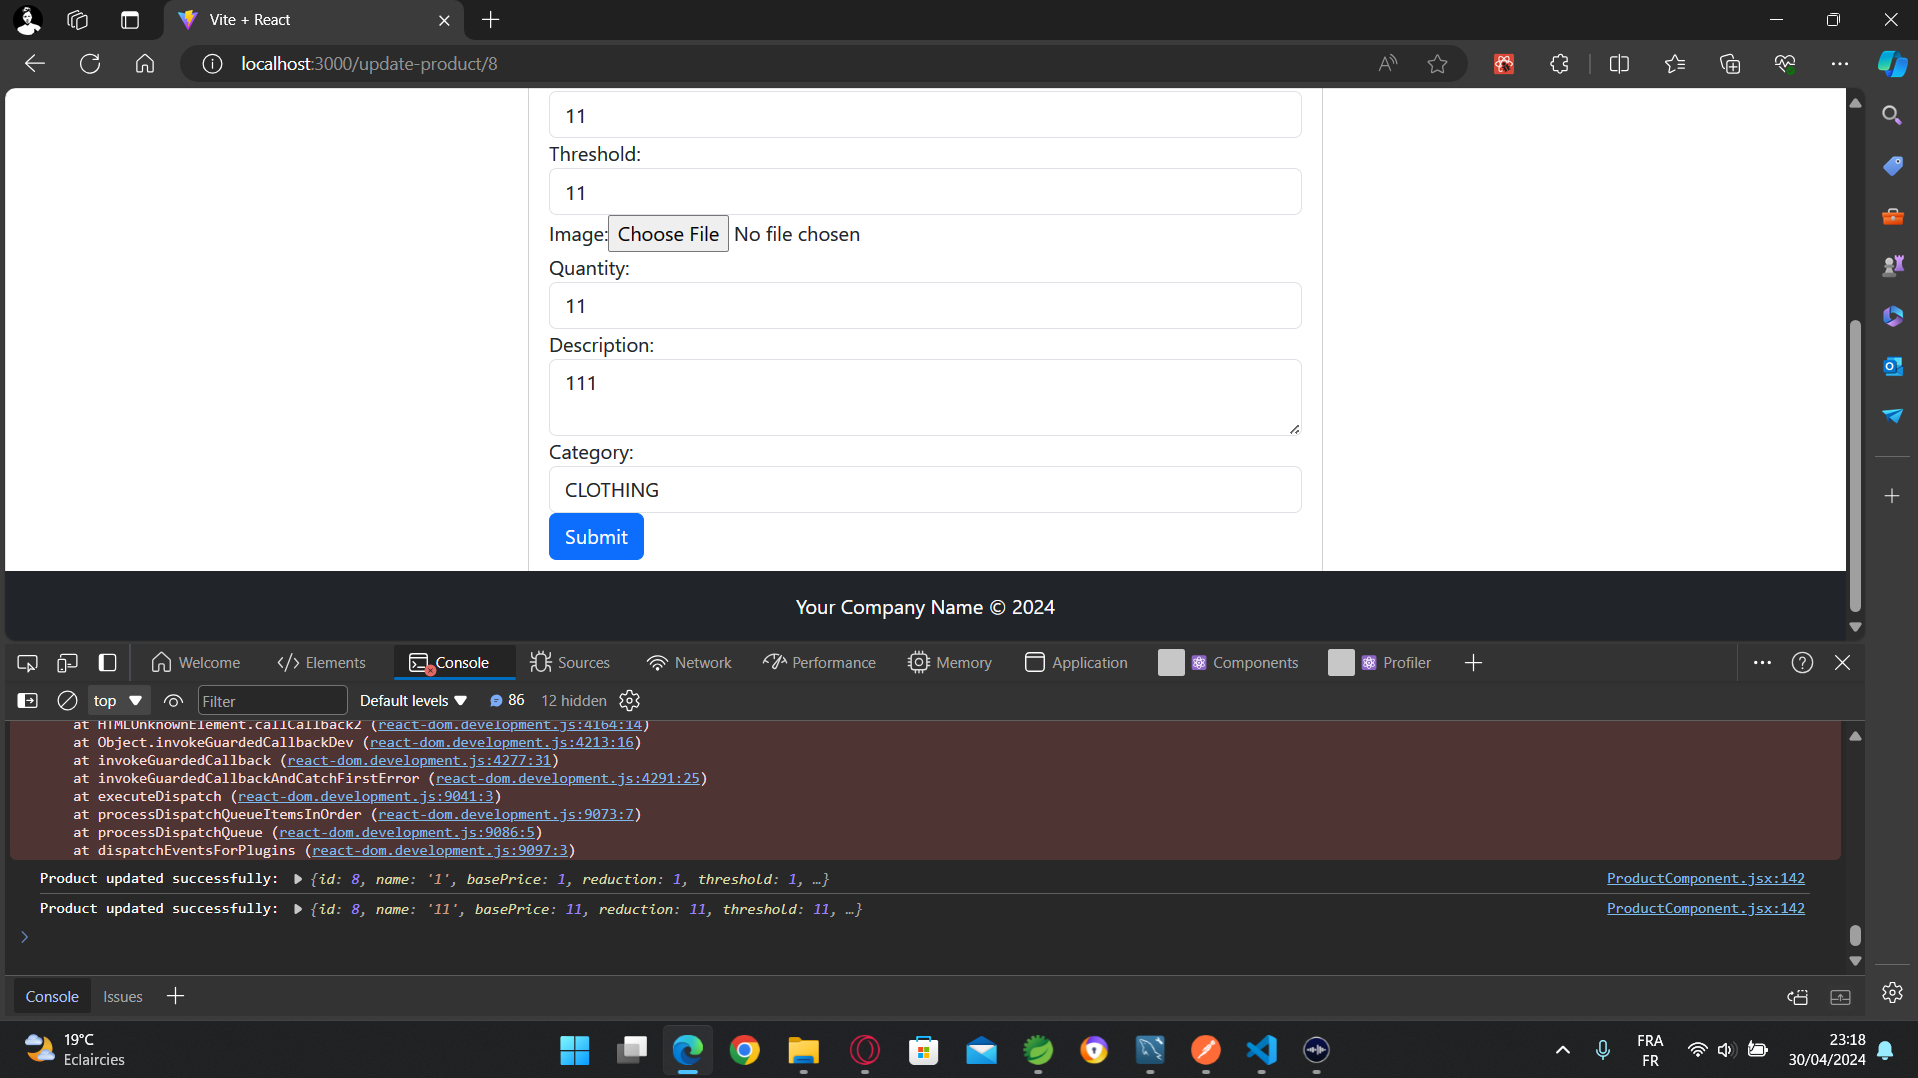 Vite + React
localhost:3000/update-product/8
11
Threshold:
11
Image: Choose File No file chosen
Quantity:
11
Description:
111
Category:
CLOTHING
Submit
Your Company Name © 2024
Welcome Elements Console Sources Network Performance Memory Application Components Profiler
top Filter Default levels 86 12 hidden
at HTMLUnknownElement.callCallback2 (react-dom.development.js:4164:14)
at Object.invokeGuardedCallbackDev (react-dom.development.js:4213:16)
at invokeGuardedCallback (react-dom.development.js:4277:31)
at invokeGuardedCallbackAndCatchFirstError (react-dom.development.js:4291:25)
at executeDispatch (react-dom.development.js:9041:3)
at processDispatchQueueItemsInOrder (react-dom.development.js:9073:7)
at processDispatchQueue (react-dom.development.js:9086:5)
at dispatchEventsForPlugins (react-dom.development.js:9097:3)
Product updated successfully: {id: 8, name: '1', basePrice: 1, reduction: 1, threshold: 1, …} ProductComponent.jsx:142
Product updated successfully: {id: 8, name: '11', basePrice: 11, reduction: 11, threshold: 11, …} ProductComponent.jsx:142
Console Issues
19°C
Eclaircies
FRA
FR
23:18
30/04/2024